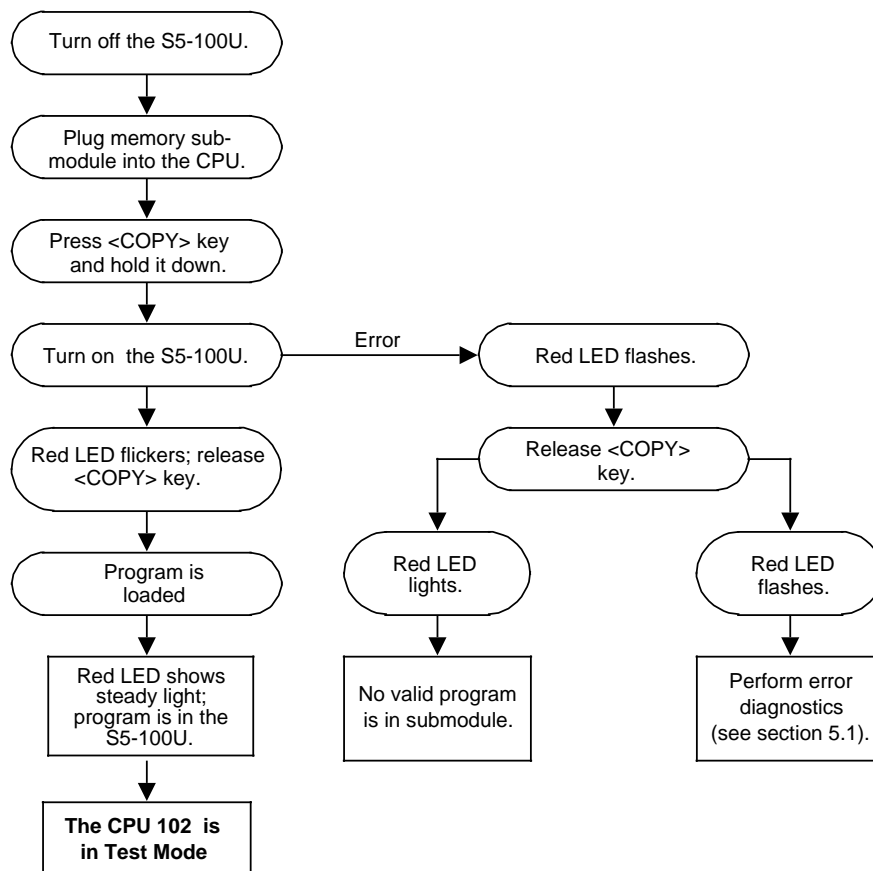 Turn off the S5-100U.
Plug memory sub-
module into the CPU.
Press <COPY> key
and hold it down.
Turn on the S5-100U.
Error
Red LED flashes.
Red LED flickers; release
<COPY> key.
Release <COPY>
key.
Program is
loaded
Red LED
lights.
Red LED
flashes.
Red LED shows
steady light;
program is in the
S5-100U.
No valid program
is in submodule.
Perform error
diagnostics
(see section 5.1).
The CPU 102 is
in Test Mode